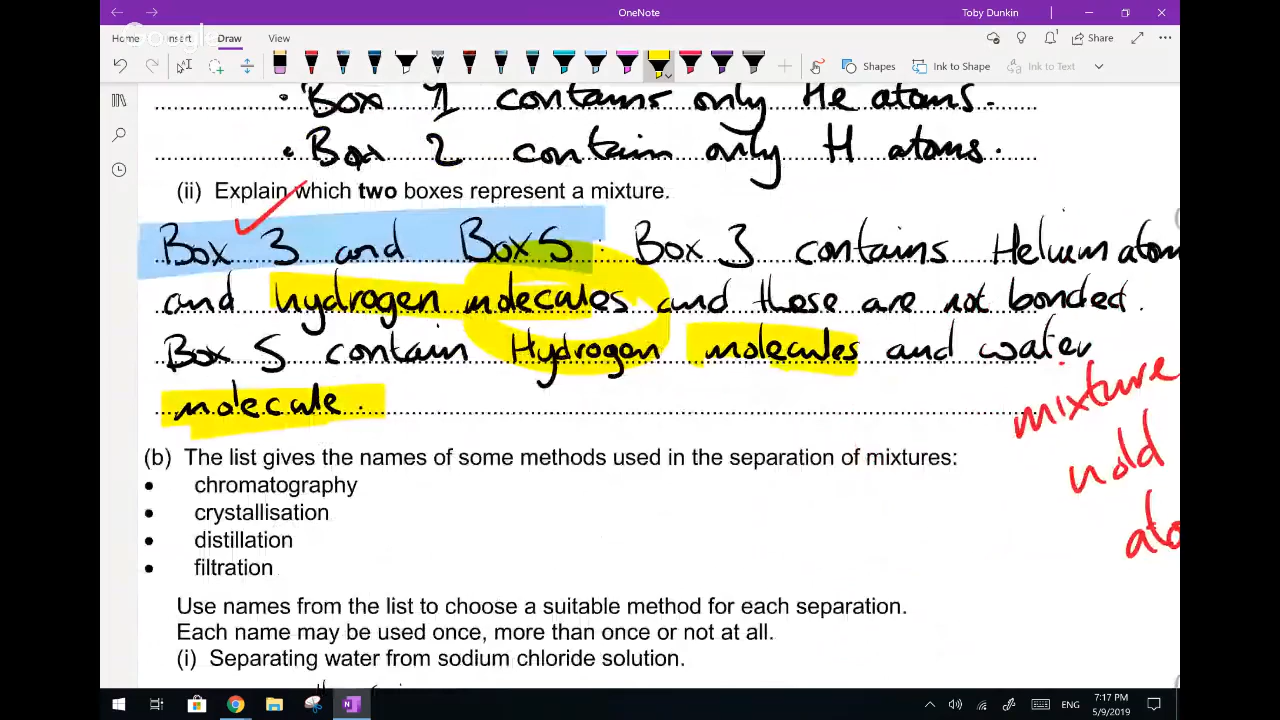 OneNote
Toby Dunkin
Home Insert Draw View
Share
Shapes
Ink to Shape
Ink to Text
• Box 1 contains only He atoms.
• Box 2 contain only H atoms.
(ii) Explain which two boxes represent a mixture.
Box 3 and Box 5. Box 3 contains Helium atom
and hydrogen molecules and these are not bonded.
Box 5 contain Hydrogen molecules and water
molecule.
mixture
(b) The list gives the names of some methods used in the separation of mixtures:
• chromatography
• crystallisation
• distillation
• filtration
Use names from the list to choose a suitable method for each separation.
Each name may be used once, more than once or not at all.
(i) Separating water from sodium chloride solution.
ENG
7:17 PM
5/9/2019